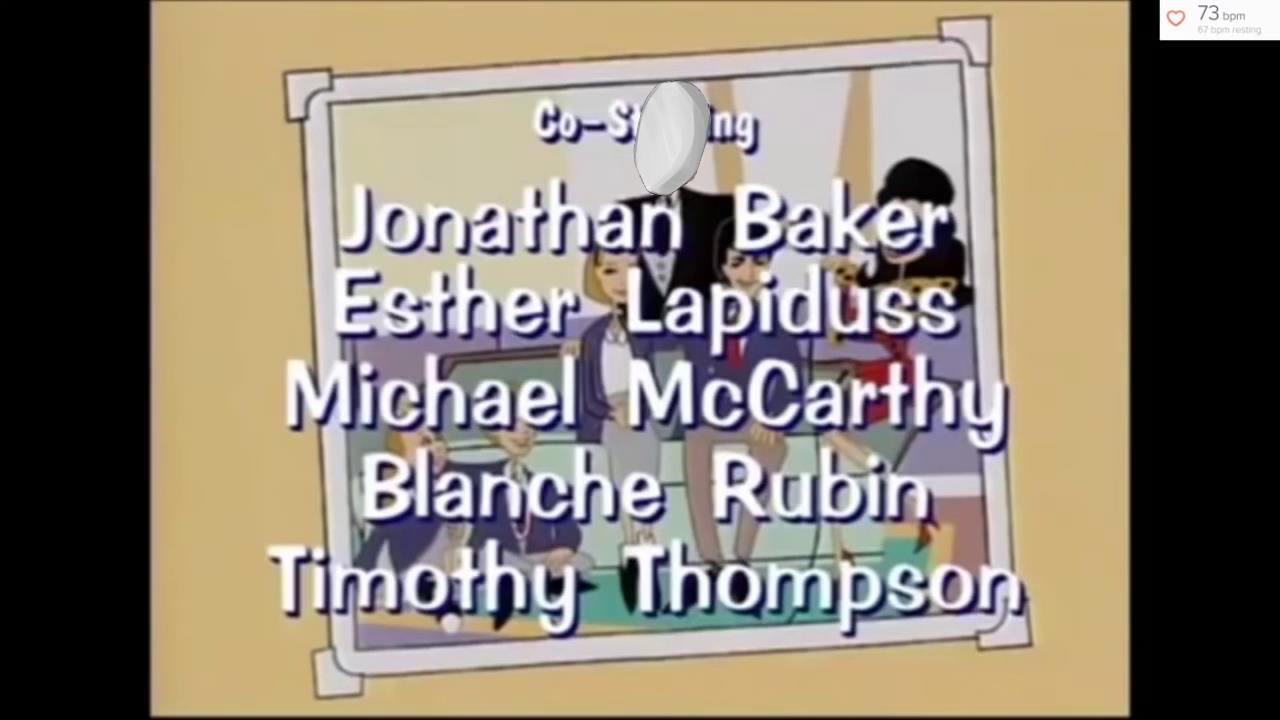 73 bpm
67 bpm resting
Jonathan Baker
Esther Lapiduss
Michael McCarthy
Blanche Rubin
Timothy Thompson